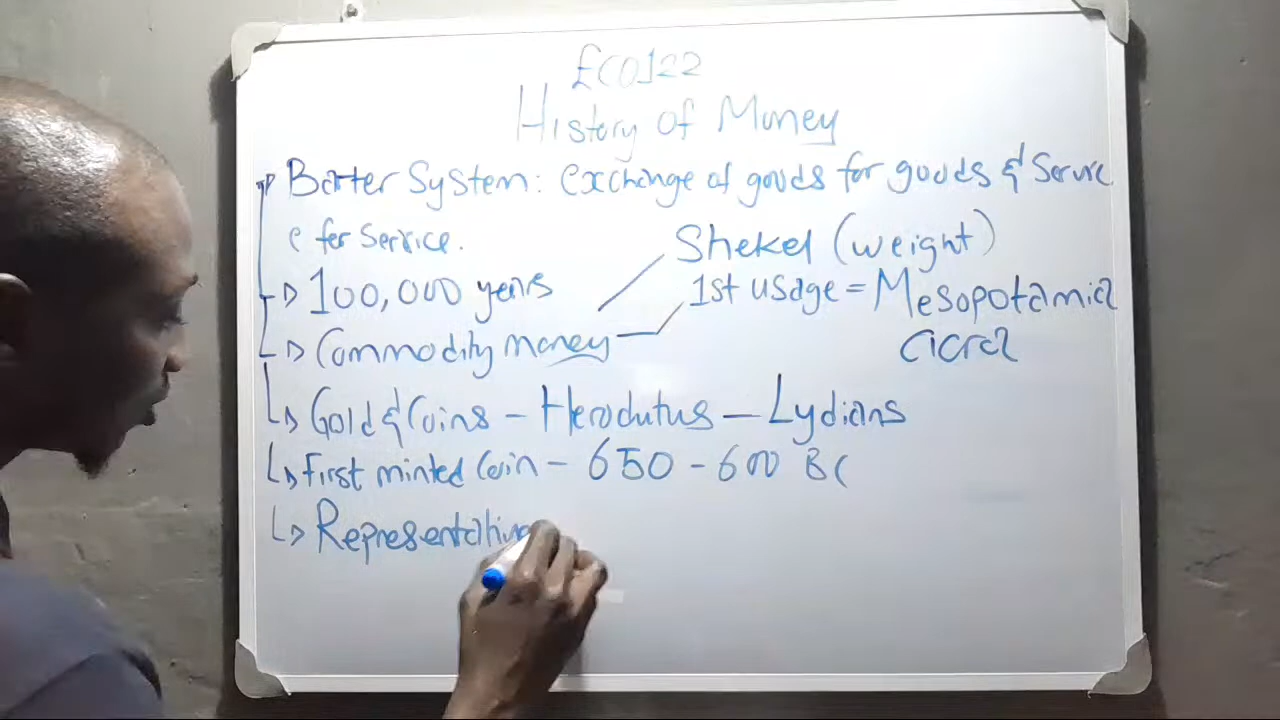 ECO122
History of Money
Barter System: exchange of goods for goods & Servic
e for Service.
100,000 years
Shekel (weight)
1st usage = Mesopotamia
Commodity money
Gold & Coins - Herodutus - Lydians
First minted Coin - 650 - 600 BC
Representative